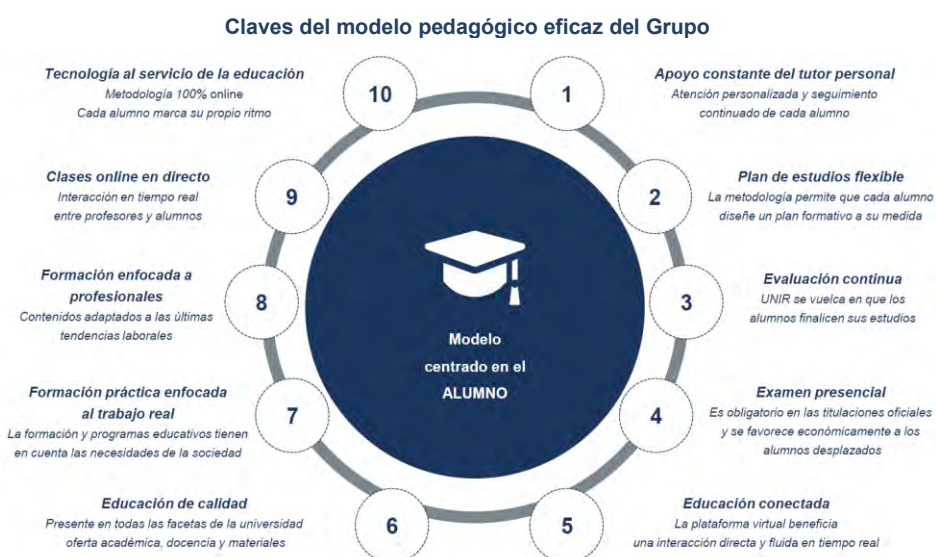 Claves del modelo pedagógico eficaz del Grupo
1
Apoyo constante del tutor personal
Atención personalizada y seguimiento
continuado de cada alumno
2
Plan de estudios flexible
La metodología permite que cada alumno
diseñe un plan formativo a su medida
3
Evaluación continua
UNIR se vuelca en que los
alumnos finalicen sus estudios
4
Examen presencial
Es obligatorio en las titulaciones oficiales
y se favorece económicamente a los
alumnos desplazados
5
Educación conectada
La plataforma virtual beneficia
una interacción directa y fluida en tiempo real
6
Educación de calidad
Presente en todas las facetas de la universidad
oferta académica, docencia y materiales
7
Formación práctica enfocada
al trabajo real
La formación y programas educativos tienen
en cuenta las necesidades de la sociedad
8
Formación enfocada a
profesionales
Contenidos adaptados a las últimas
tendencias laborales
9
Clases online en directo
Interacción en tiempo real
entre profesores y alumnos
10
Tecnología al servicio de la educación
Metodología 100% online
Cada alumno marca su propio ritmo
Modelo
centrado en el
ALUMNO